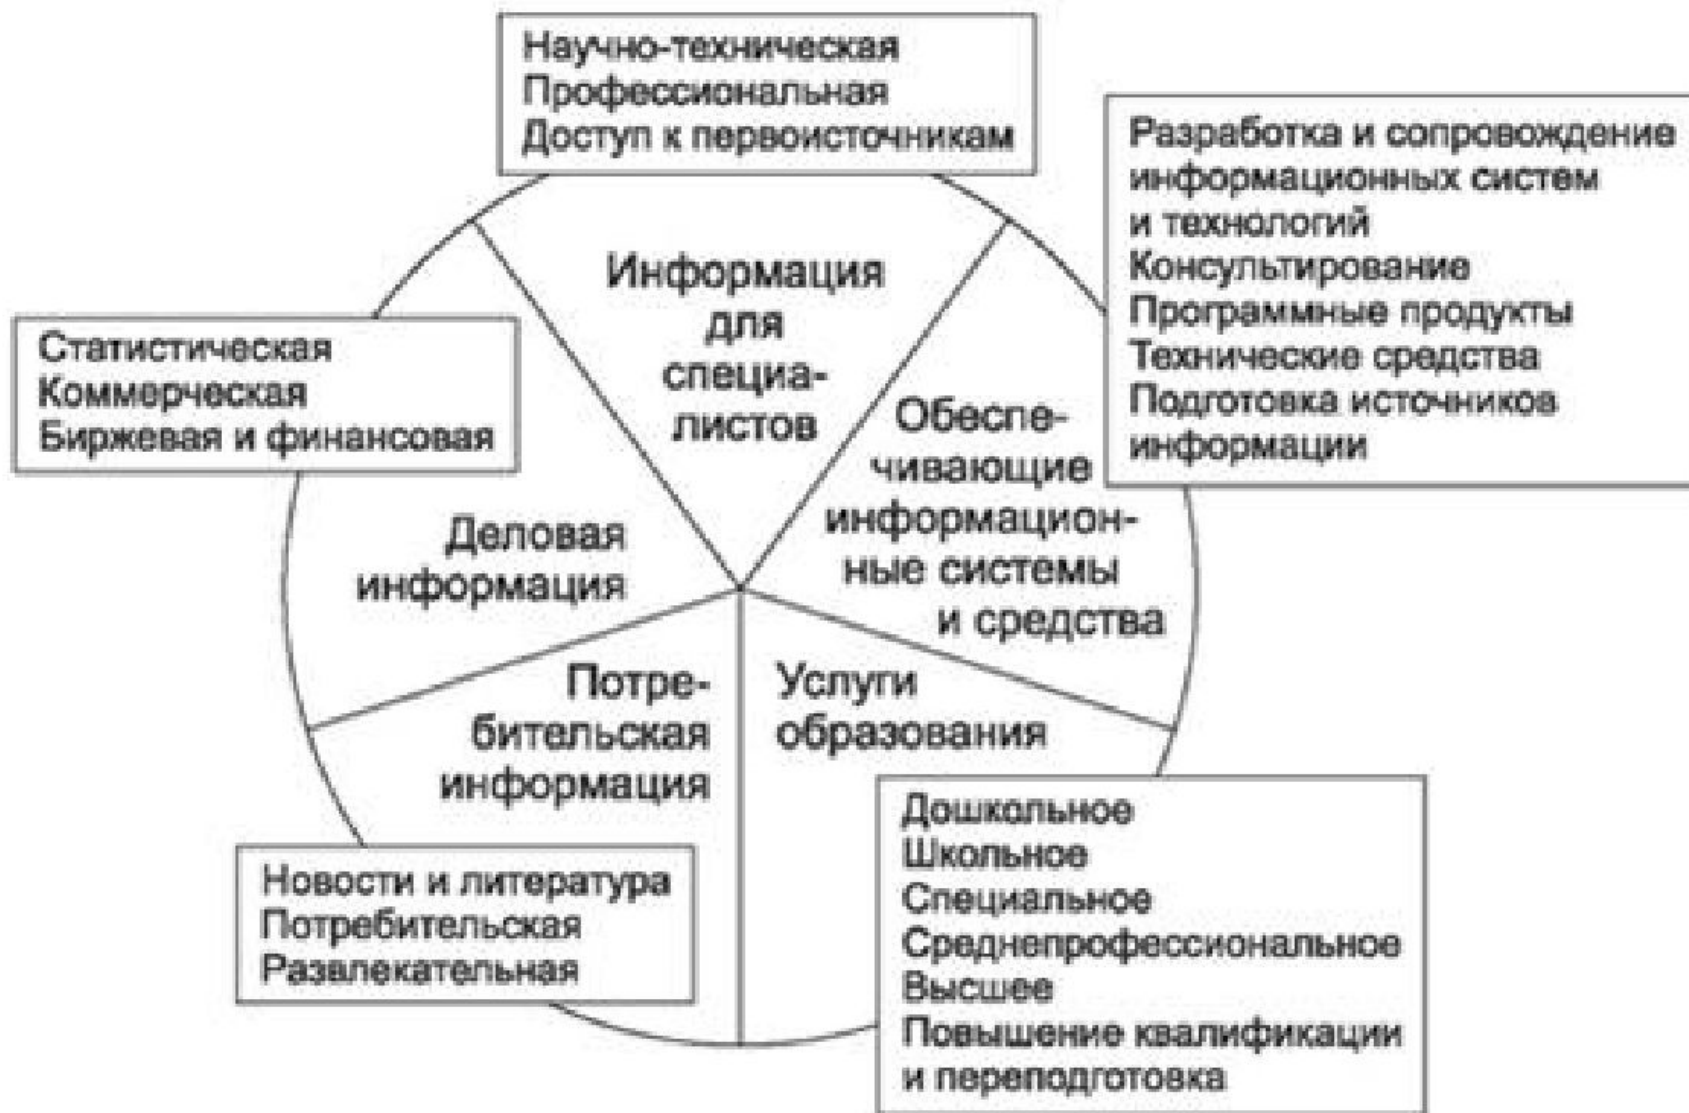 Научно-техническая
Профессиональная
Доступ к первоисточникам
Разработка и сопровождение
информационных систем
и технологий
Консультирование
Программные продукты
Технические средства
Подготовка источников
информации
Информация
для
специа-
листов
Статистическая
Коммерческая
Биржевая и финансовая
Обеспе-
чивающие
информацион-
ные системы
и средства
Деловая
информация
Потре-
бительская
информация
Услуги
образования
Новости и литература
Потребительская
Развлекательная
Дошкольное
Школьное
Специальное
Среднепрофессиональное
Высшее
Повышение квалификации
и переподготовка